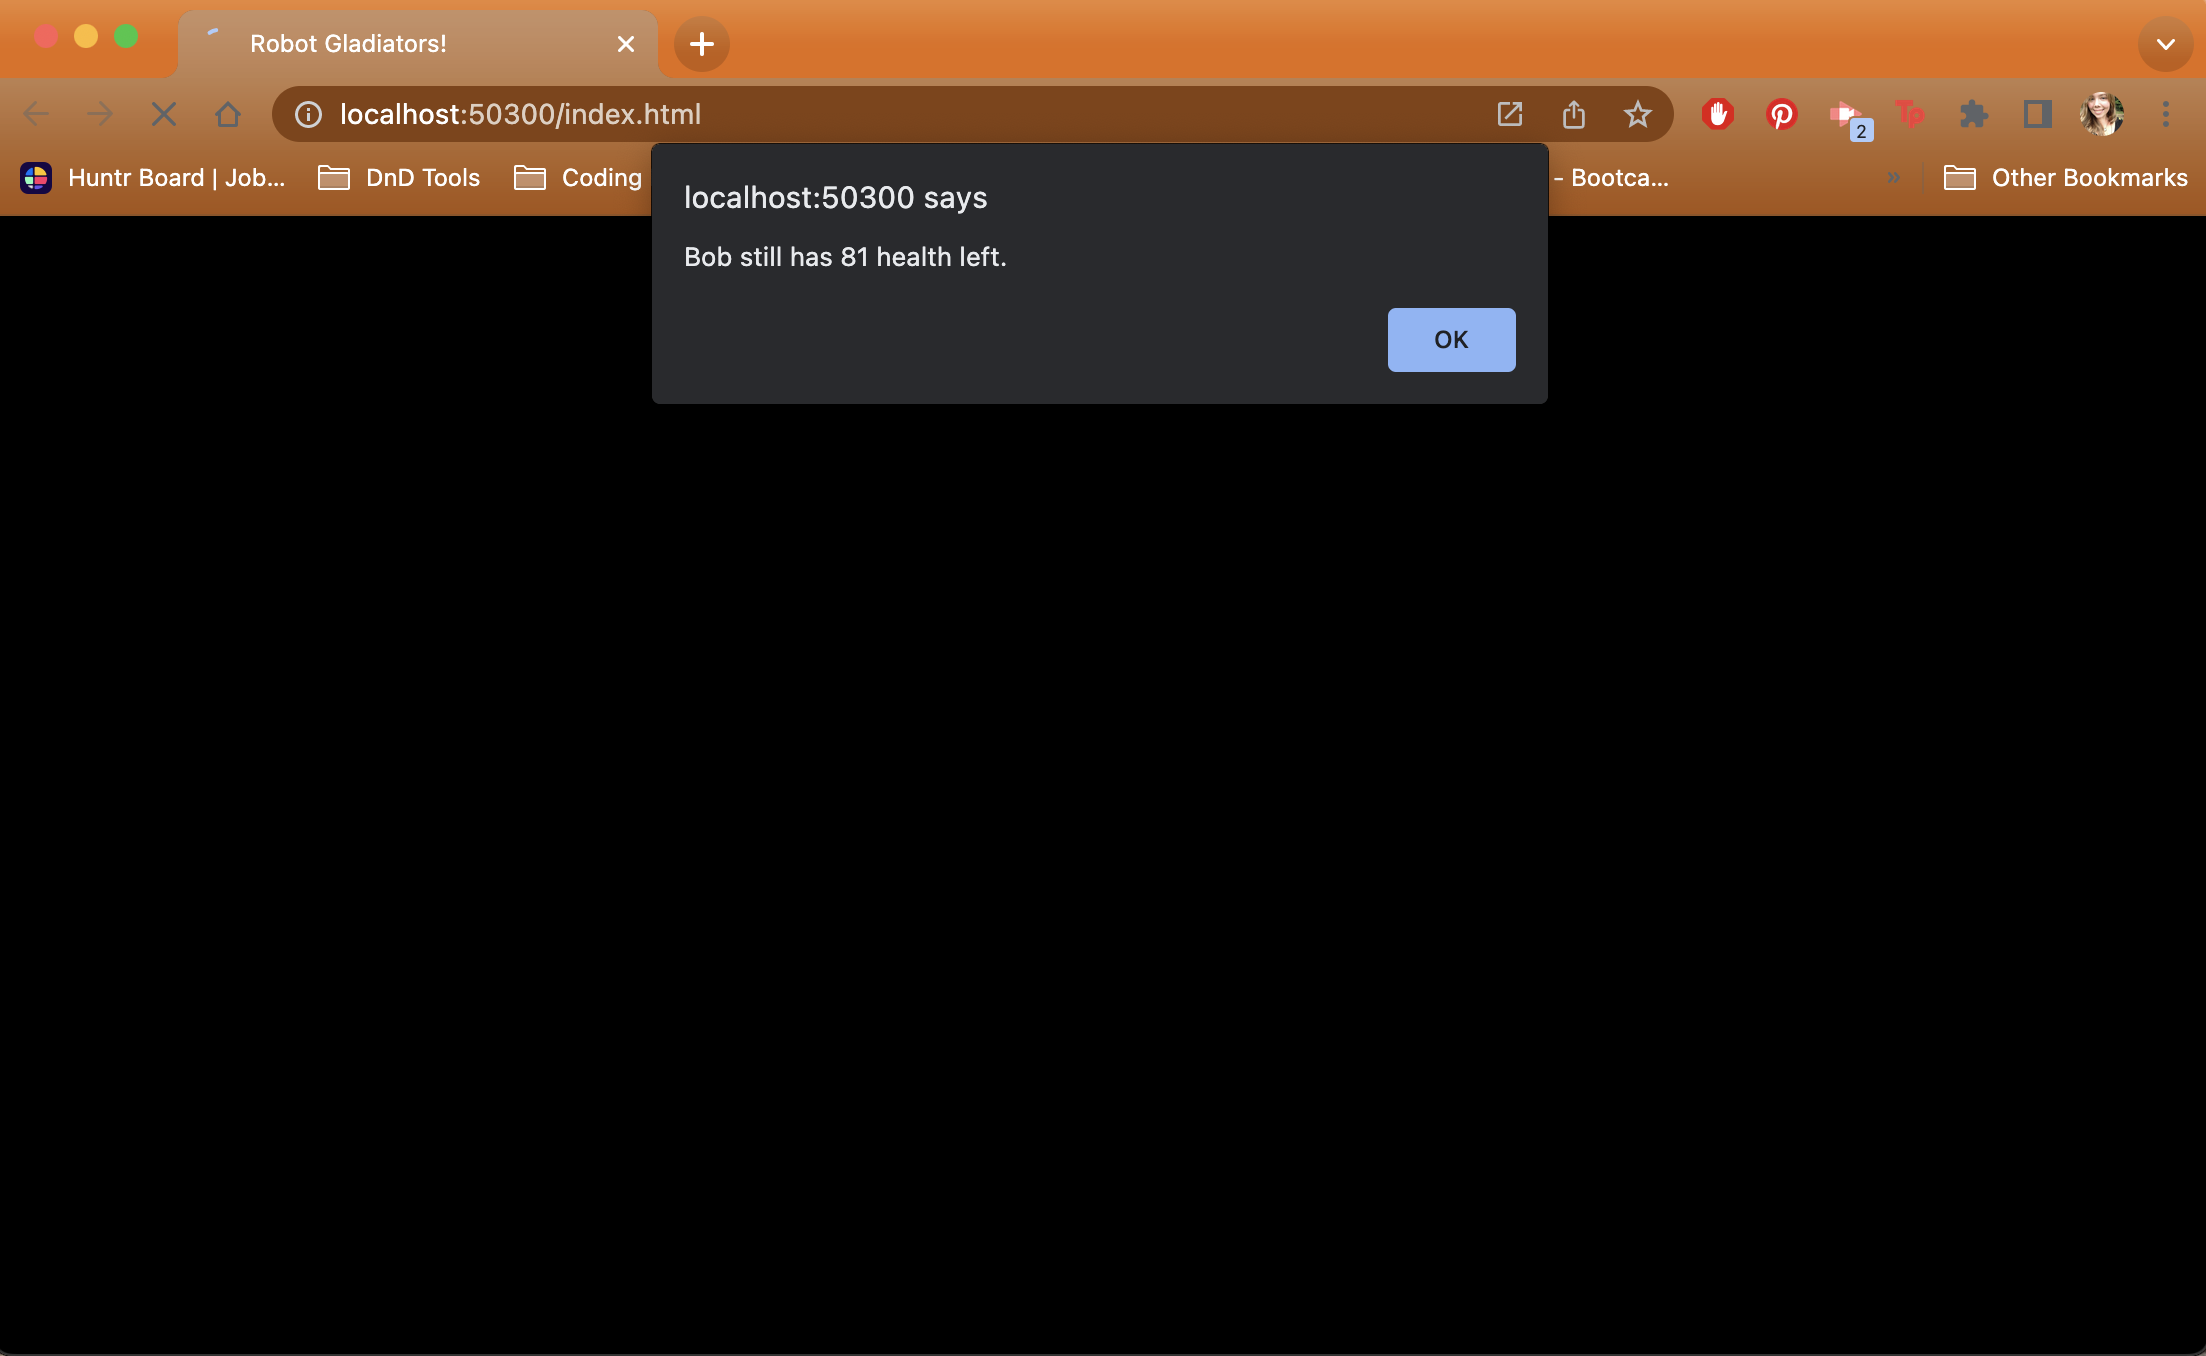 Robot Gladiators!
localhost:50300/index.html
Tp
2
Huntr Board | Job...
DnD Tools
Coding
- Bootca...
»
Other Bookmarks
localhost:50300 says
Bob still has 81 health left.
OK